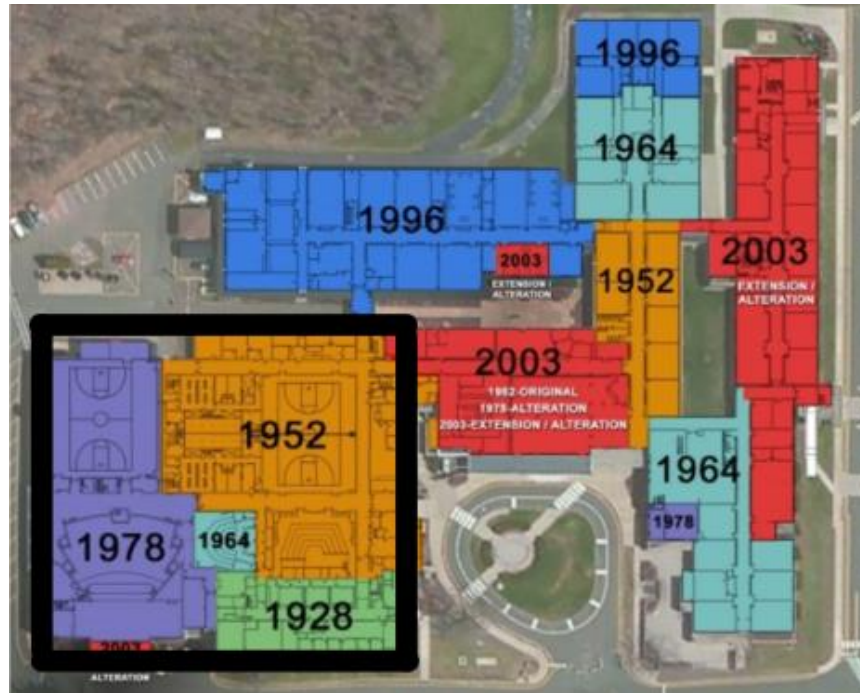 1996
1964
1996
2003
EXTENSION /
ALTERATION
1952
2003
EXTENSION /
ALTERATION
2003
1952-ORIGINAL
1978-ALTERATION
2003-EXTENSION / ALTERATION
1952
1964
1978
1978
1964
1928
2003
ALTERATION